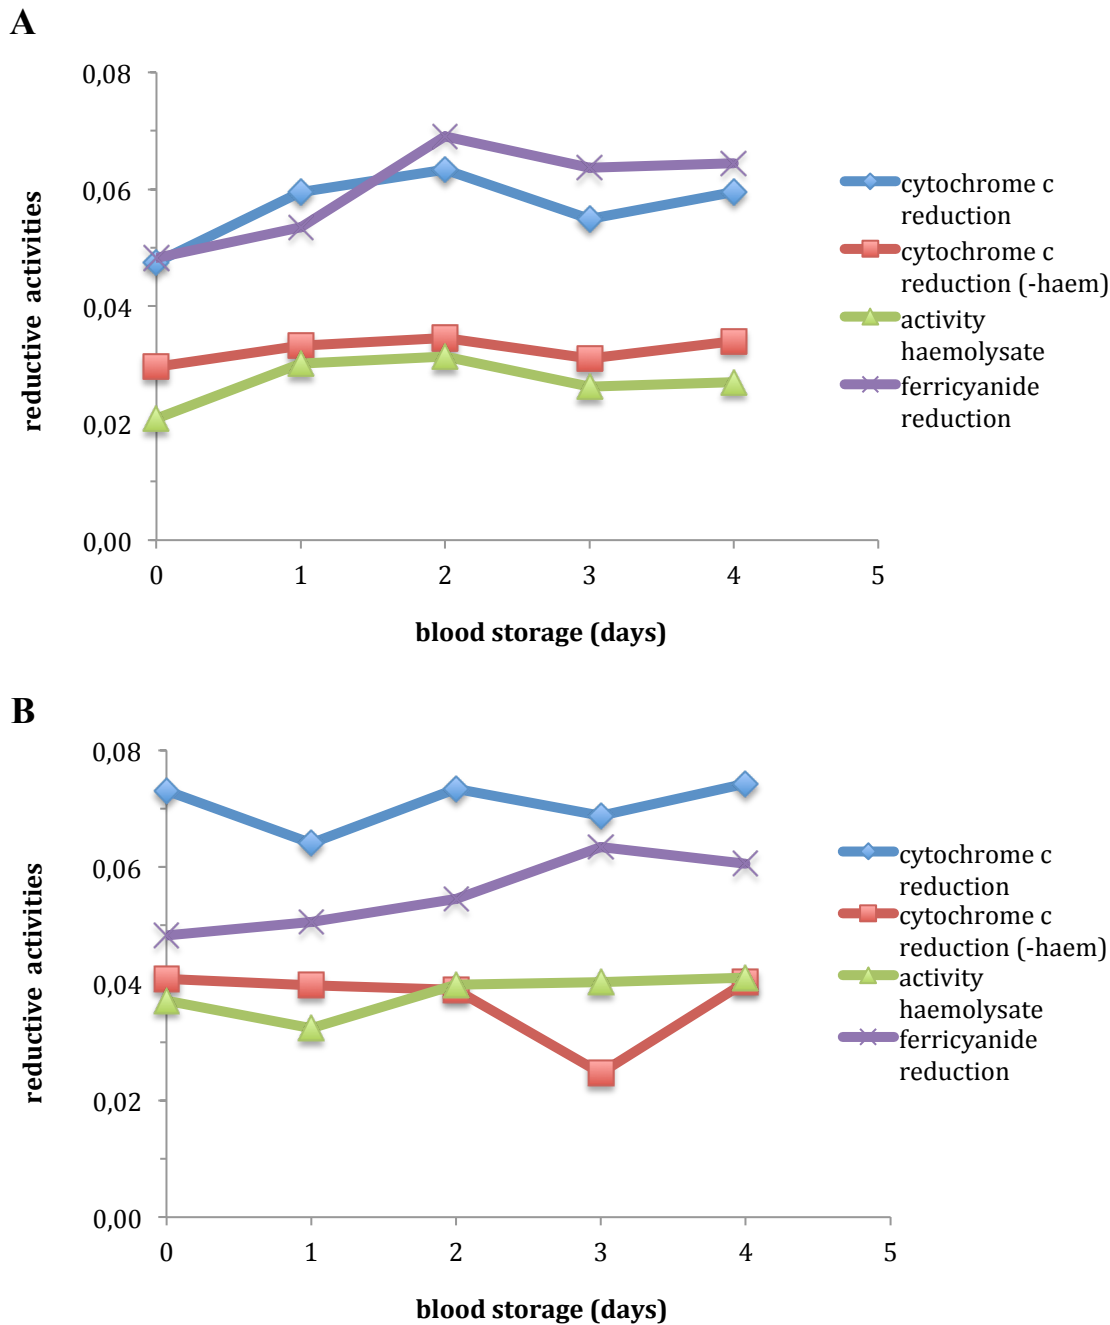 A
0,08
0,06
0,04
0,02
0,00
0 1 2 3 4 5
reductive activities
blood storage (days)
cytochrome c
reduction
cytochrome c
reduction (-haem)
activity
haemolysate
ferricyanide
reduction
B
0,08
0,06
0,04
0,02
0,00
0 1 2 3 4 5
reductive activities
blood storage (days)
cytochrome c
reduction
cytochrome c
reduction (-haem)
activity
haemolysate
ferricyanide
reduction